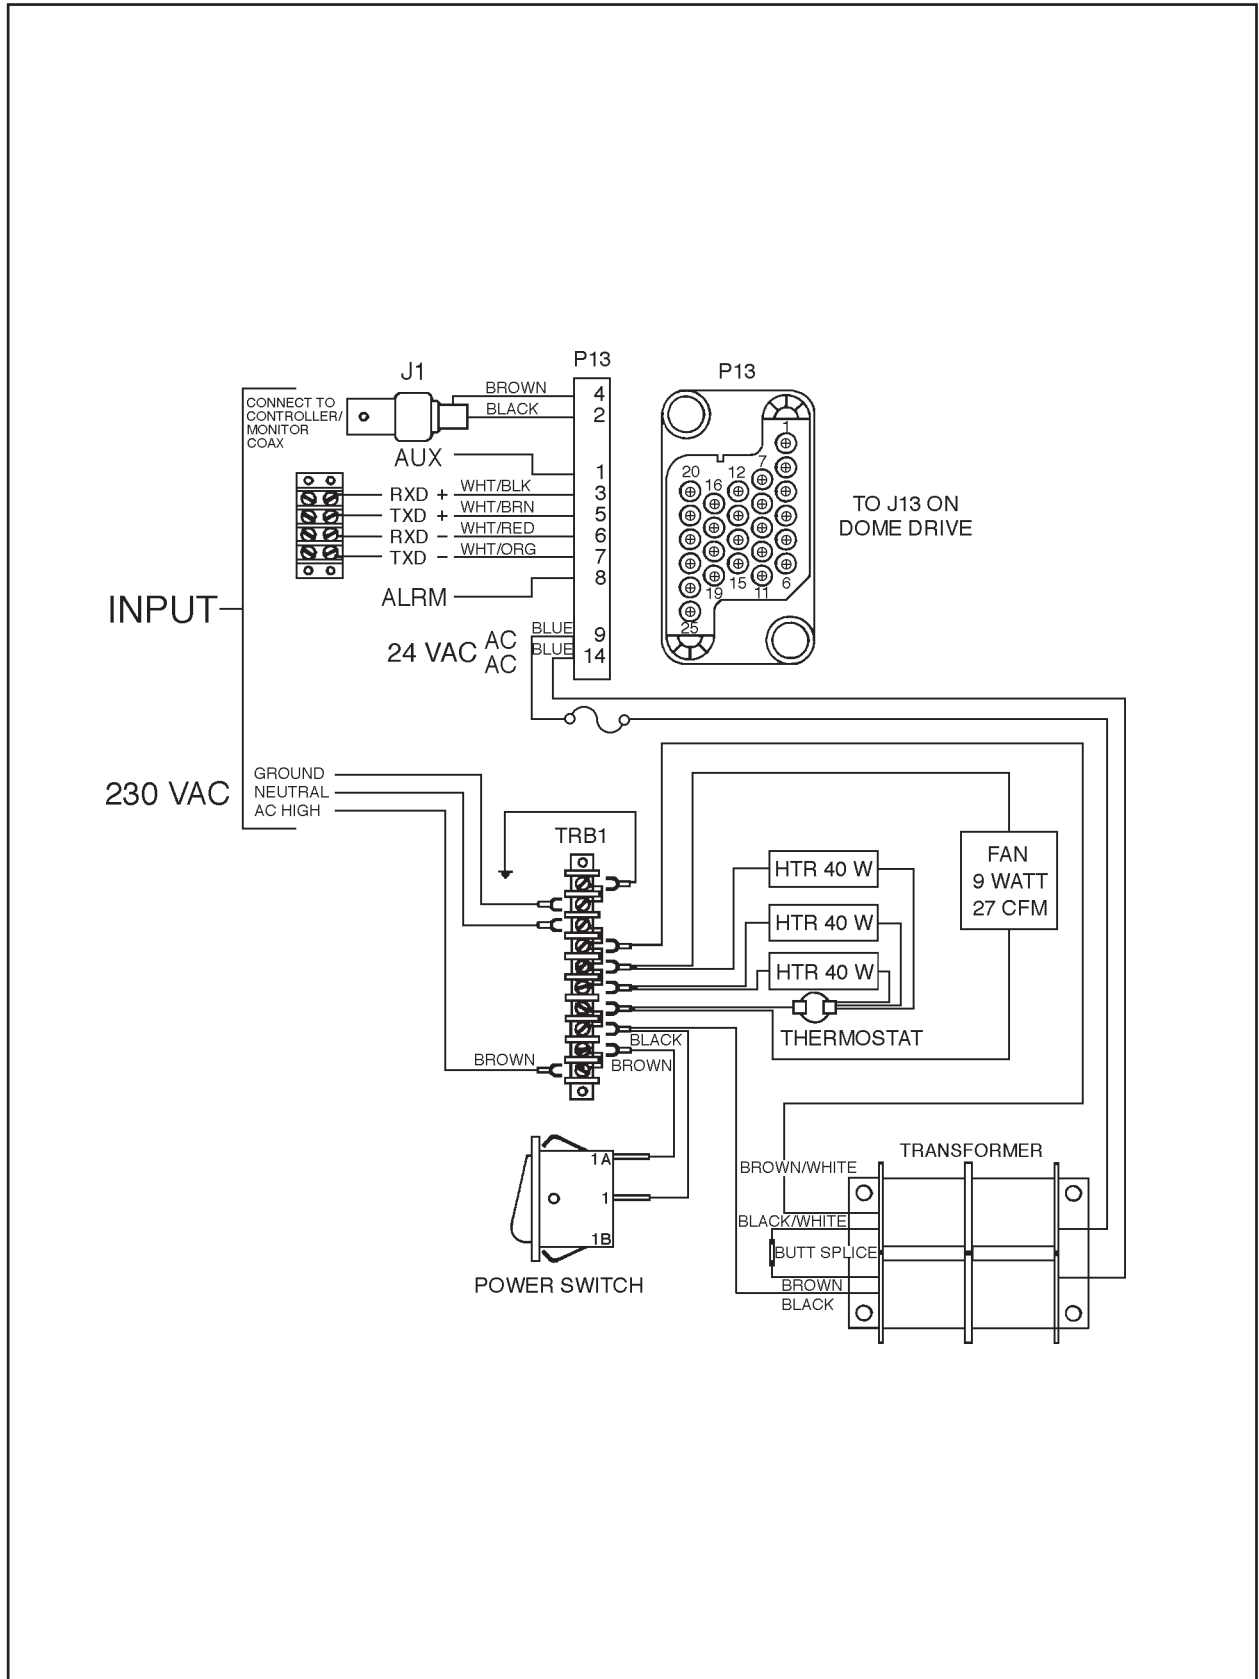 P13
J1
BROWN
4
BLACK
2
CONNECT TO
CONTROLLER/
MONITOR
COAX
AUX
1
RXD + WHT/BLK 3
TXD + WHT/BRN 5
RXD − WHT/RED 6
TXD − WHT/ORG 7
ALRM
8
INPUT
24 VAC
AC
AC
BLUE
9
BLUE
14
P13
1
7
12
20
16
19
15
11
6
25
TO J13 ON
DOME DRIVE
230 VAC
GROUND
NEUTRAL
AC HIGH
TRB1
HTR 40 W
HTR 40 W
HTR 40 W
THERMOSTAT
FAN
9 WATT
27 CFM
BLACK
BROWN
BROWN
1A
1
1B
POWER SWITCH
TRANSFORMER
BROWN/WHITE
BLACK/WHITE
BUTT SPLICE
BROWN
BLACK